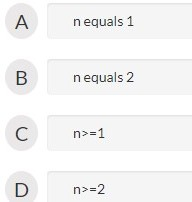 A n equals 1
B n equals 2
C n>=1
D n>=2